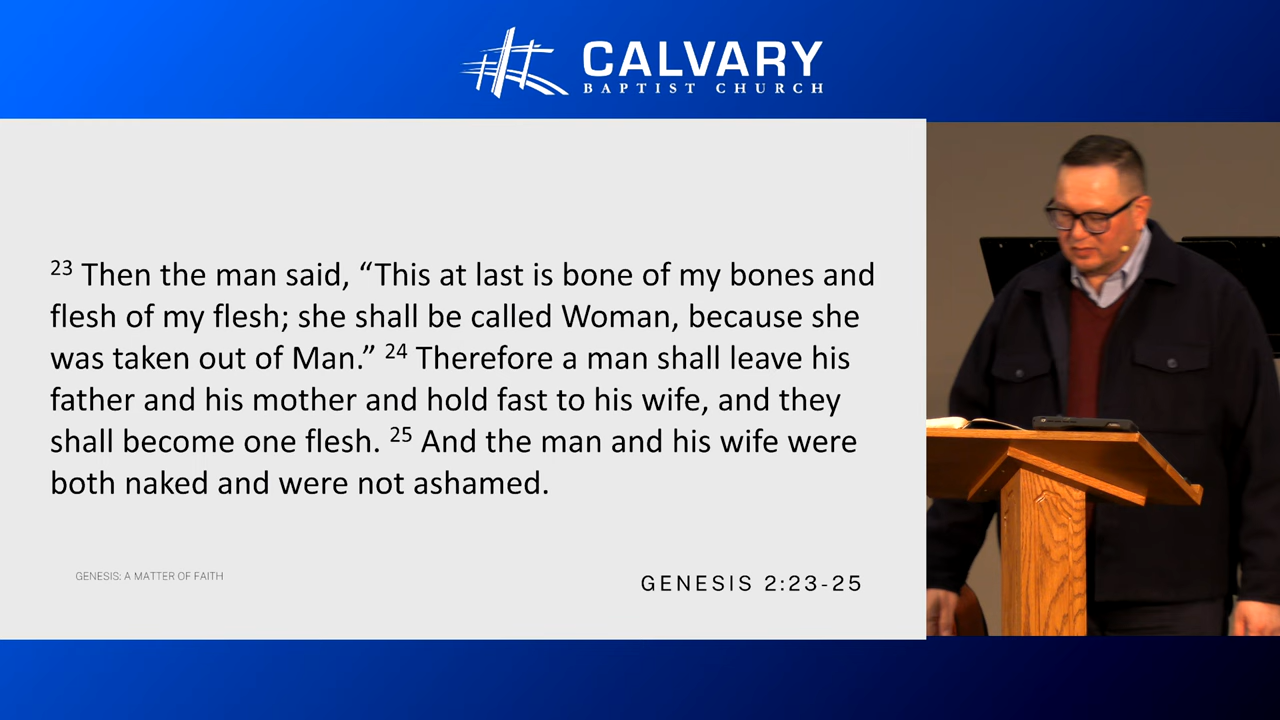 CALVARY
BAPTIST CHURCH
23 Then the man said, “This at last is bone of my bones and
flesh of my flesh; she shall be called Woman, because she
was taken out of Man.” 24 Therefore a man shall leave his
father and his mother and hold fast to his wife, and they
shall become one flesh. 25 And the man and his wife were
both naked and were not ashamed.
GENESIS: A MATTER OF FAITH
GENESIS 2:23-25